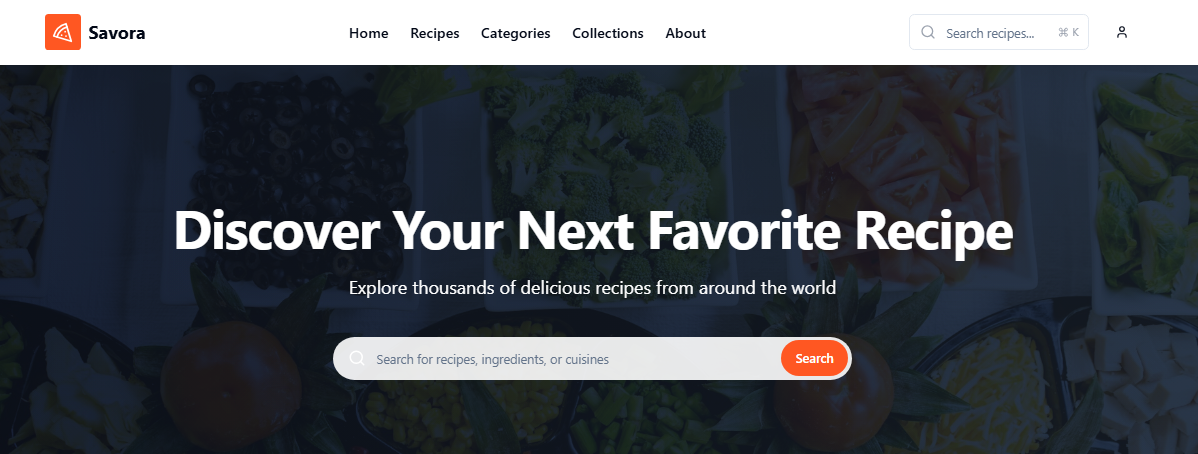 Savora
Home Recipes Categories Collections About
Search recipes... ⌘ K
Discover Your Next Favorite Recipe
Explore thousands of delicious recipes from around the world
Search for recipes, ingredients, or cuisines Search